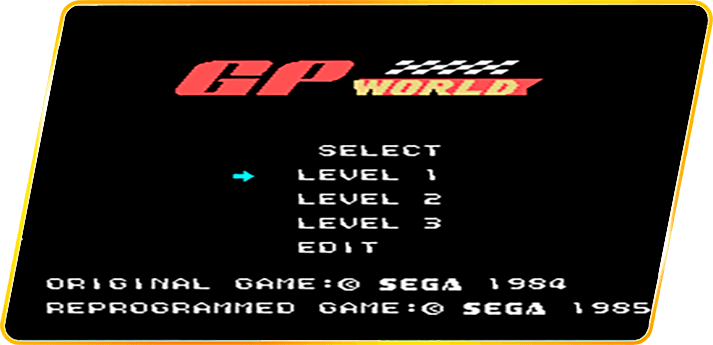 GP WORLD
SELECT
LEVEL 1
LEVEL 2
LEVEL 3
EDIT
ORIGINAL GAME:© SEGA 1984
REPROGRAMMED GAME:© SEGA 1985